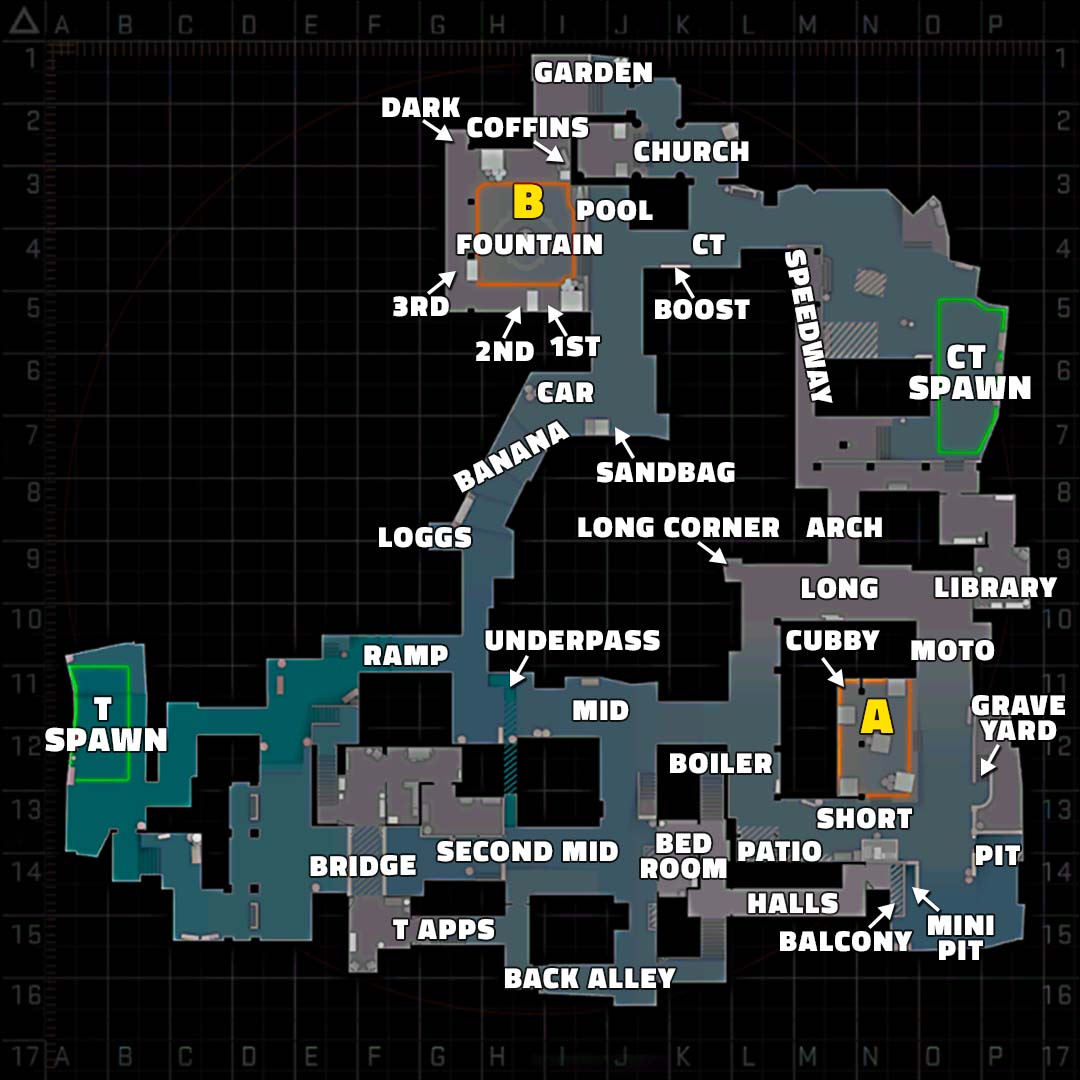 A B C D E F G H I J K L M N O P
1 1
GARDEN
DARK
2 2
COFFINS
CHURCH
3 3
B
POOL
FOUNTAIN
CT
4 4
SPEEDWAY
3RD
BOOST
5 5
2ND
1ST
CT
SPAWN
6 6
CAR
BANANA
7 7
SANDBAG
8 8
LOGGS
LONG CORNER
ARCH
9 9
LONG
LIBRARY
10 10
UNDERPASS
CUBBY
MOTO
RAMP
11 11
T
SPAWN
MID
A
GRAVE
YARD
12 12
BOILER
13 13
SHORT
BRIDGE
SECOND MID
BED
ROOM
PATIO
PIT
14 14
HALLS
T APPS
BALCONY
MINI
PIT
15 15
BACK ALLEY
16 16
17 A B C D E F G H I J K L M N O P 17